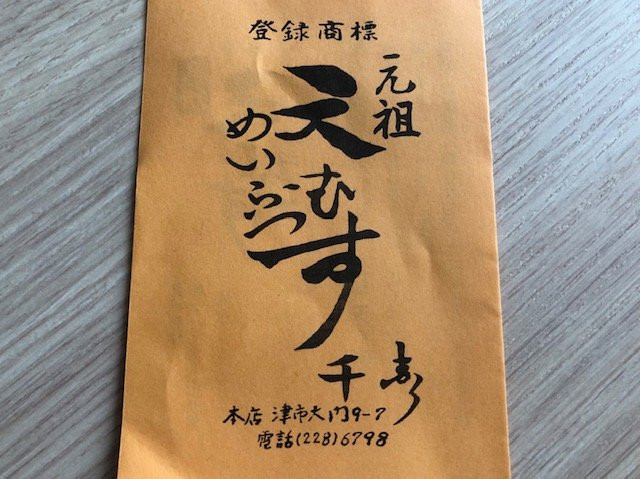 登録商標
元祖
天むす
めいぶつ
千寿
本店 津市大門9-7
電話(228)6798